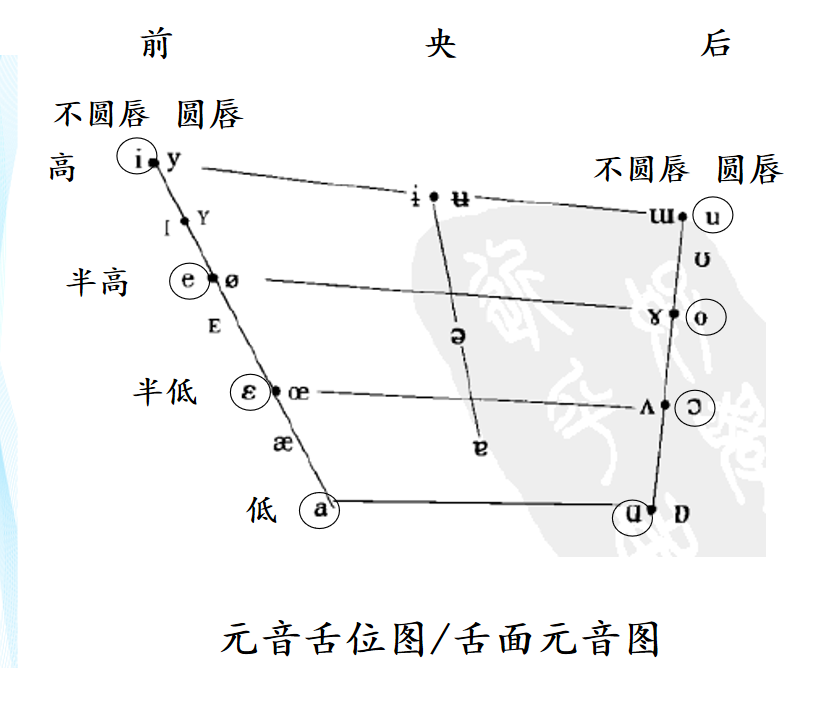 前 央 后
不圆唇 圆唇
高 i y
不圆唇 圆唇
ɨ ʉ ɯ u
ɪ Y ʊ
半高 e ø ɤ o
E ə
半低 ɛ œ ʌ ɔ
æ ɐ
低 a ɑ ɒ
元音舌位图/舌面元音图